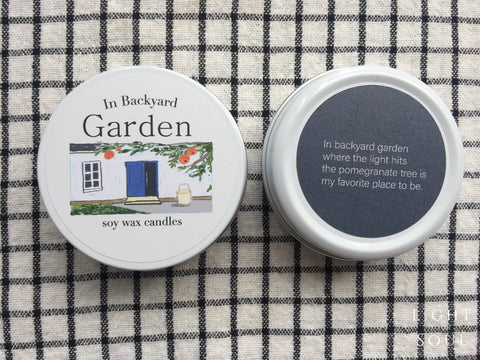 In Backyard
Garden
soy wax candles
In backyard garden
where the light hits
the pomegranate tree is
my favorite place to be.
LIGHT
SOUL